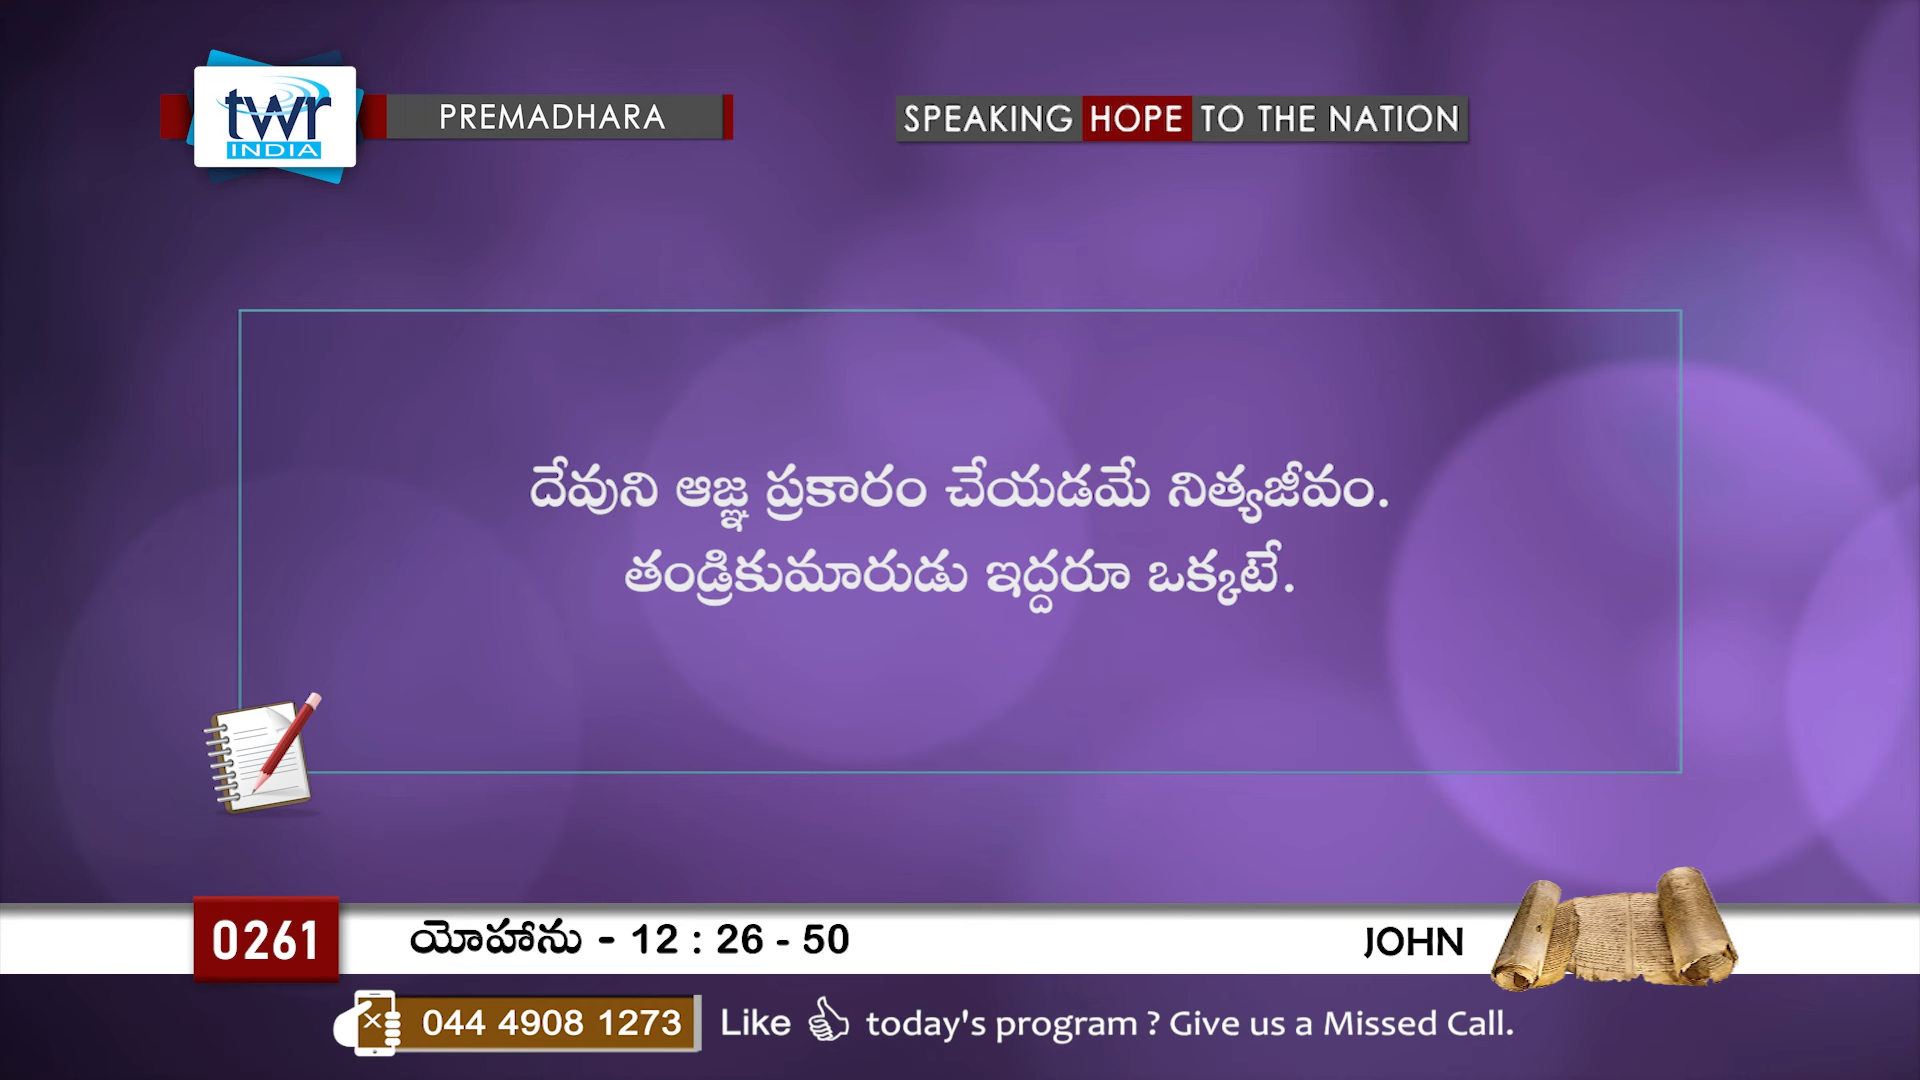 twr
INDIA
PREMADHARA
SPEAKING HOPE TO THE NATION
దేవుని ఆజ్ఞ ప్రకారం చేయడమే నిత్యజీవం.
తండ్రికుమారుడు ఇద్దరూ ఒక్కటే.
0261
యోహాను - 12 : 26 - 50
JOHN
044 4908 1273
Like today's program ? Give us a Missed Call.